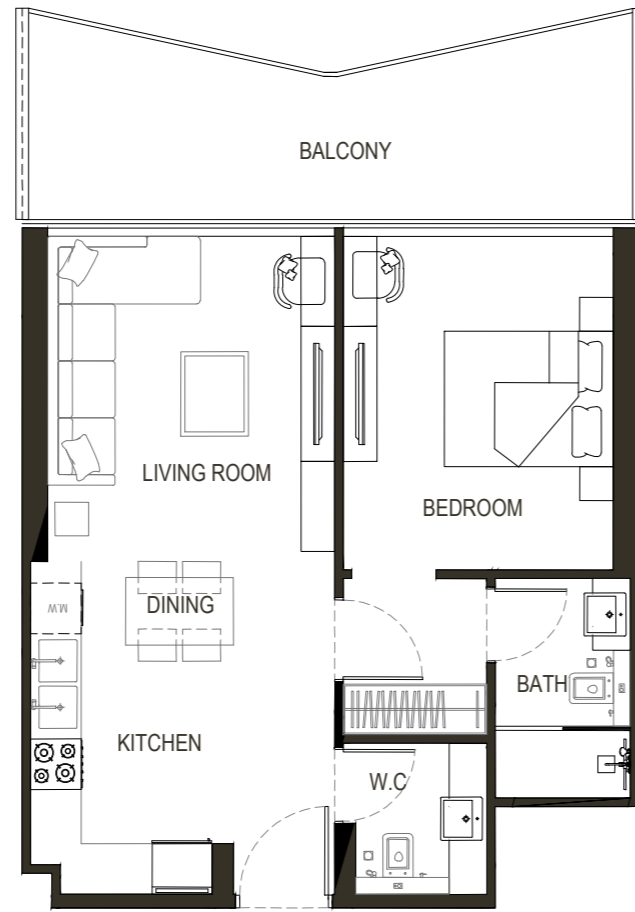 BALCONY
LIVING ROOM
BEDROOM
DINING
M.W
BATH
KITCHEN
W.C